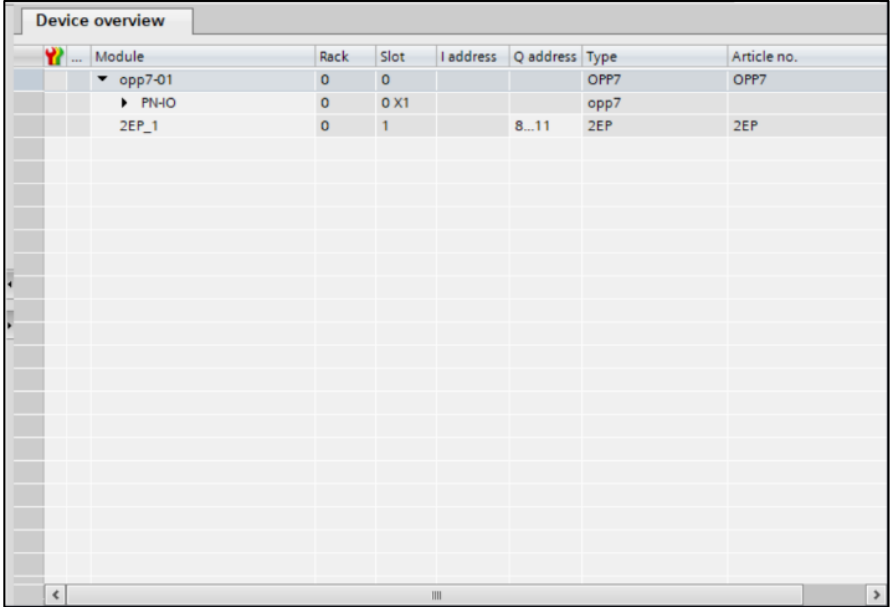 Device overview
... Module Rack Slot I address Q address Type Article no.
opp7-01 0 0 OPP7 OPP7
PN-IO 0 0 X1 opp7
2EP_1 0 1 8...11 2EP 2EP